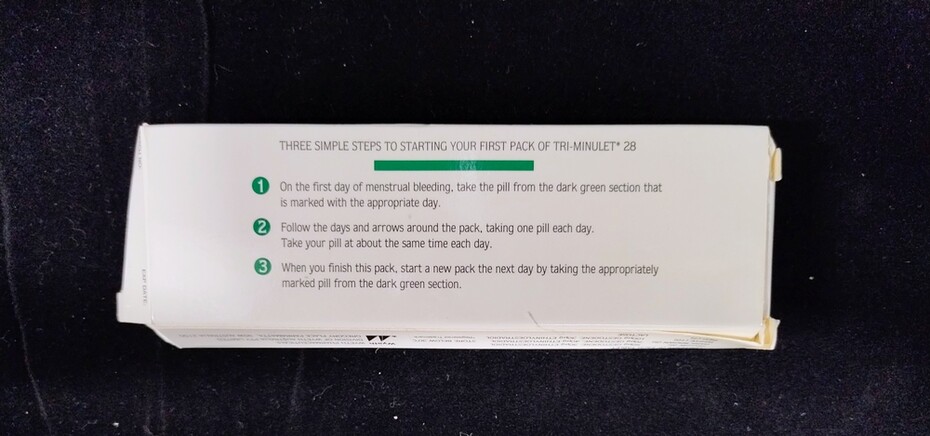 THREE SIMPLE STEPS TO STARTING YOUR FIRST PACK OF TRI-MINULET* 28
1 On the first day of menstrual bleeding, take the pill from the dark green section that
is marked with the appropriate day.
2 Follow the days and arrows around the pack, taking one pill each day.
Take your pill at about the same time each day.
3 When you finish this pack, start a new pack the next day by taking the appropriately
marked pill from the dark green section.
Wyeth
EXP. DATE: